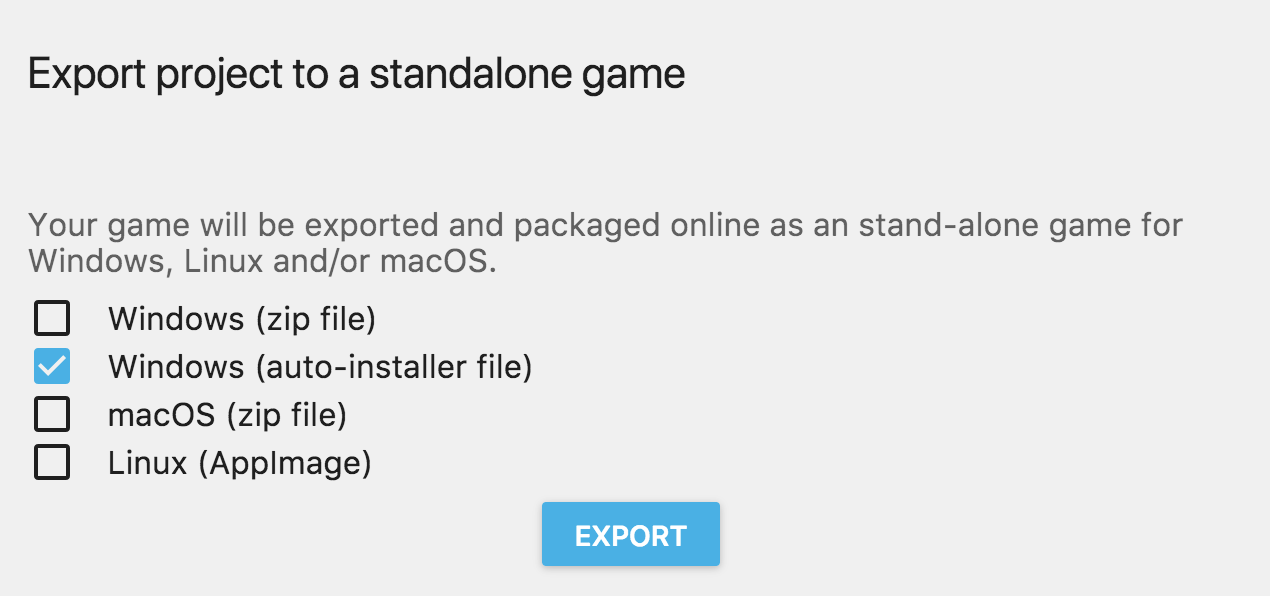 Export project to a standalone game
Your game will be exported and packaged online as an stand-alone game for
Windows, Linux and/or macOS.
Windows (zip file)
Windows (auto-installer file)
macOS (zip file)
Linux (AppImage)
EXPORT